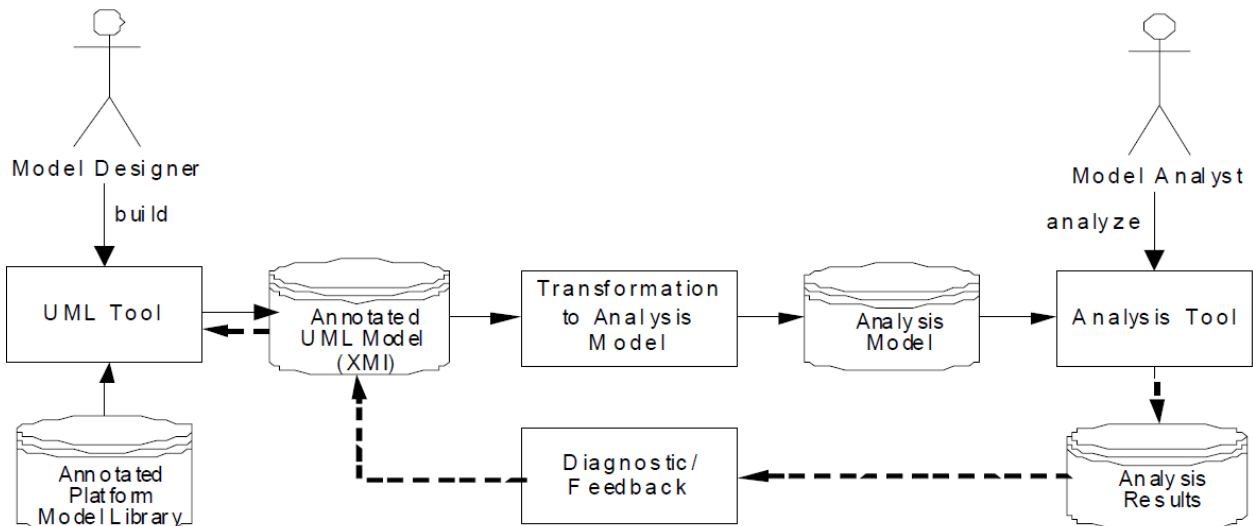 Model Designer
build
Model Analyst
analyze
UML Tool
Annotated
UML Model
(XMI)
Transformation
to Analysis
Model
Analysis
Model
Analysis Tool
Annotated
Platform
Model Library
Diagnostic/
Feedback
Analysis
Results